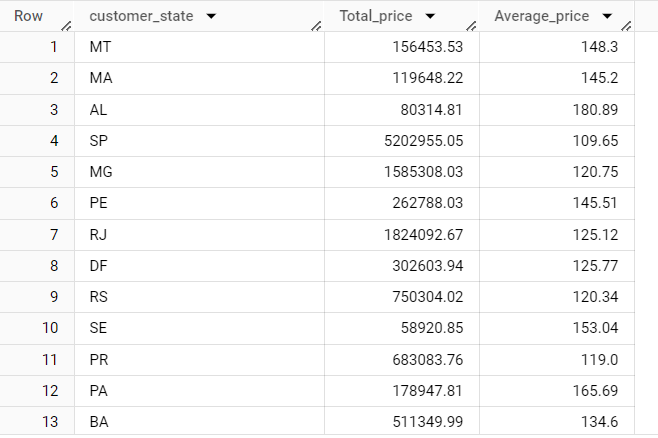 Row customer_state Total_price Average_price
1 MT 156453.53 148.3
2 MA 119648.22 145.2
3 AL 80314.81 180.89
4 SP 5202955.05 109.65
5 MG 1585308.03 120.75
6 PE 262788.03 145.51
7 RJ 1824092.67 125.12
8 DF 302603.94 125.77
9 RS 750304.02 120.34
10 SE 58920.85 153.04
11 PR 683083.76 119.0
12 PA 178947.81 165.69
13 BA 511349.99 134.6